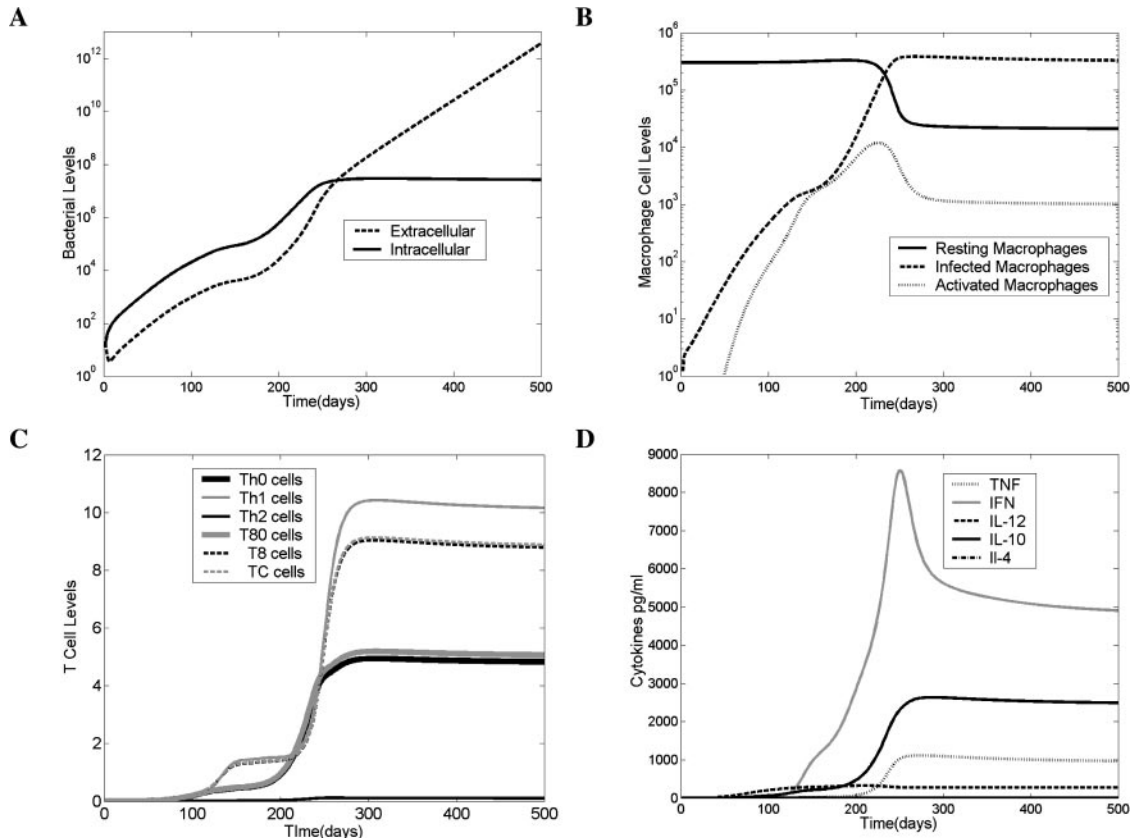 A
10^12
10^10
10^8
10^6
10^4
10^2
10^0
Bacterial Levels
Extracellular
Intracellular
0
100
200
300
400
500
Time(days)
B
10^6
10^5
10^4
10^3
10^2
10^1
10^0
Macrophage Cell Levels
Resting Macrophages
Infected Macrophages
Activated Macrophages
0
100
200
300
400
500
Time(days)
C
12
10
8
6
4
2
0
T Cell Levels
Th0 cells
Th1 cells
Th2 cells
T80 cells
T8 cells
TC cells
0
100
200
300
400
500
TIme(days)
D
9000
8000
7000
6000
5000
4000
3000
2000
1000
0
Cytokines pg/ml
TNF
IFN
IL-12
IL-10
Il-4
0
100
200
300
400
500
Time(days)